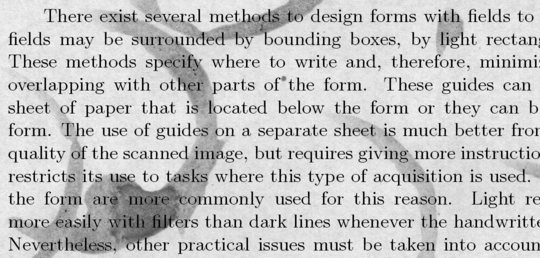 There exist several methods to design forms with fields to
fields may be surrounded by bounding boxes, by light rectang
These methods specify where to write and, therefore, minimi
overlapping with other parts of the form. These guides can
sheet of paper that is located below the form or they can b
form. The use of guides on a separate sheet is much better fro
quality of the scanned image, but requires giving more instructio
restricts its use to tasks where this type of acquisition is used.
the form are more commonly used for this reason. Light re
more easily with filters than dark lines whenever the handwritte
Nevertheless, other practical issues must be taken into accoun